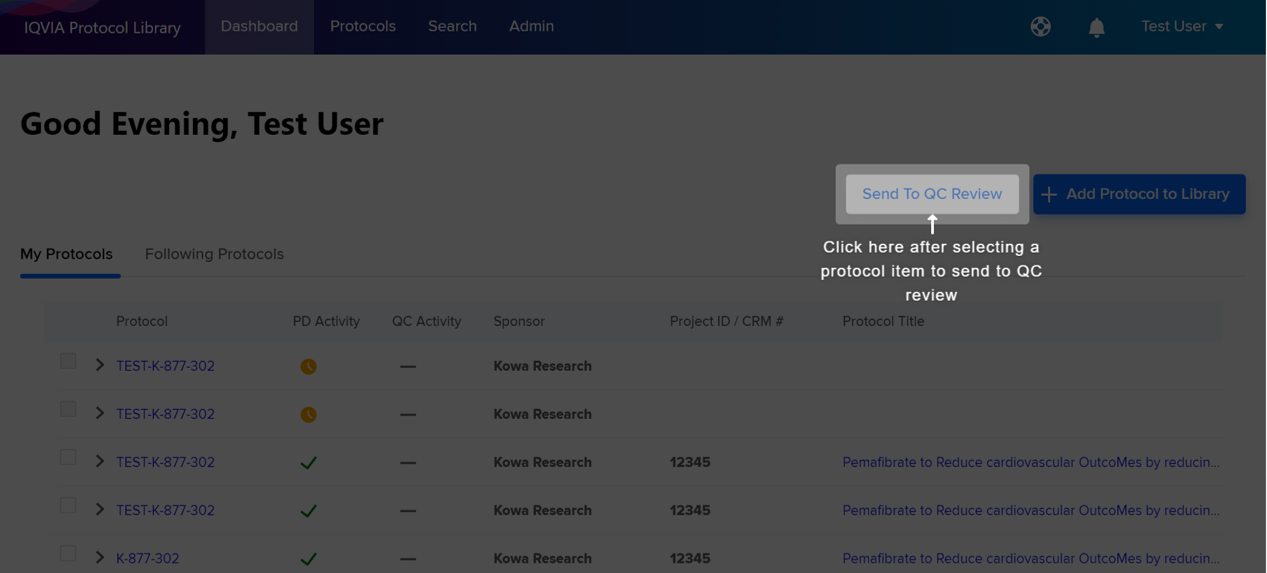 IQVIA Protocol Library Dashboard Protocols Search Admin Test User
Good Evening, Test User
Send To QC Review + Add Protocol to Library
Click here after selecting a
protocol item to send to QC
review
My Protocols Following Protocols
Protocol PD Activity QC Activity Sponsor Project ID / CRM # Protocol Title
TEST-K-877-302 — Kowa Research
TEST-K-877-302 — Kowa Research
TEST-K-877-302 — Kowa Research 12345 Pemafibrate to Reduce cardiovascular OutcoMes by reducin...
TEST-K-877-302 — Kowa Research 12345 Pemafibrate to Reduce cardiovascular OutcoMes by reducin...
K-877-302 — Kowa Research 12345 Pemafibrate to Reduce cardiovascular OutcoMes by reducin...